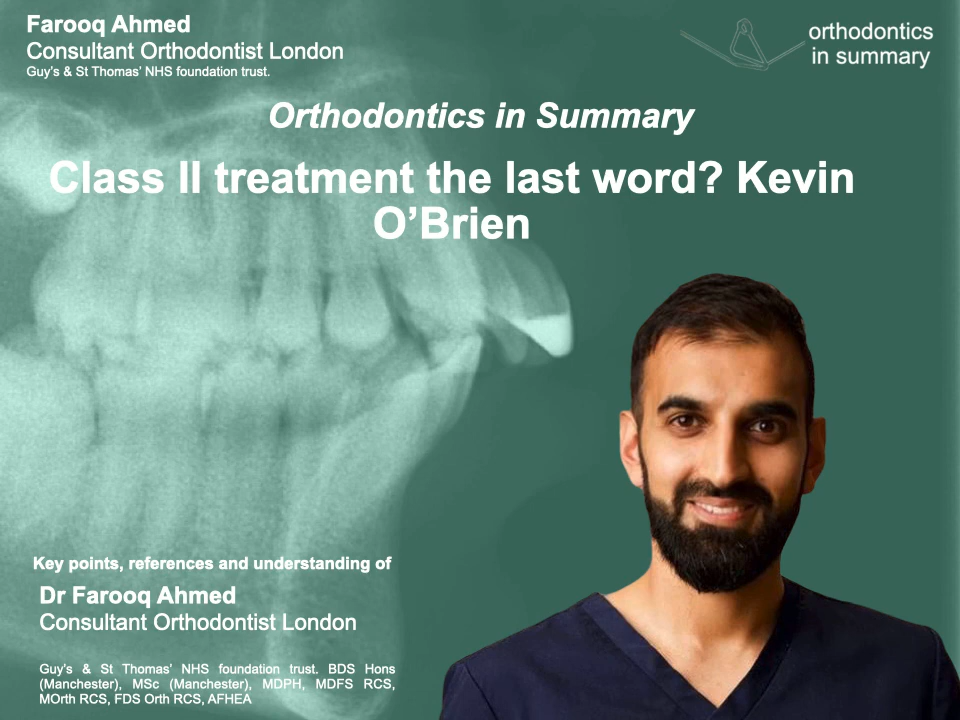 Farooq Ahmed
Consultant Orthodontist London
Guy's & St Thomas' NHS foundation trust.
orthodontics
in summary
Orthodontics in Summary
Class II treatment the last word? Kevin
O’Brien
Key points, references and understanding of
Dr Farooq Ahmed
Consultant Orthodontist London
Guy's & St Thomas' NHS foundation trust. BDS Hons
(Manchester), MSc (Manchester), MDPH, MDFS RCS,
MOrth RCS, FDS Orth RCS, AFHEA